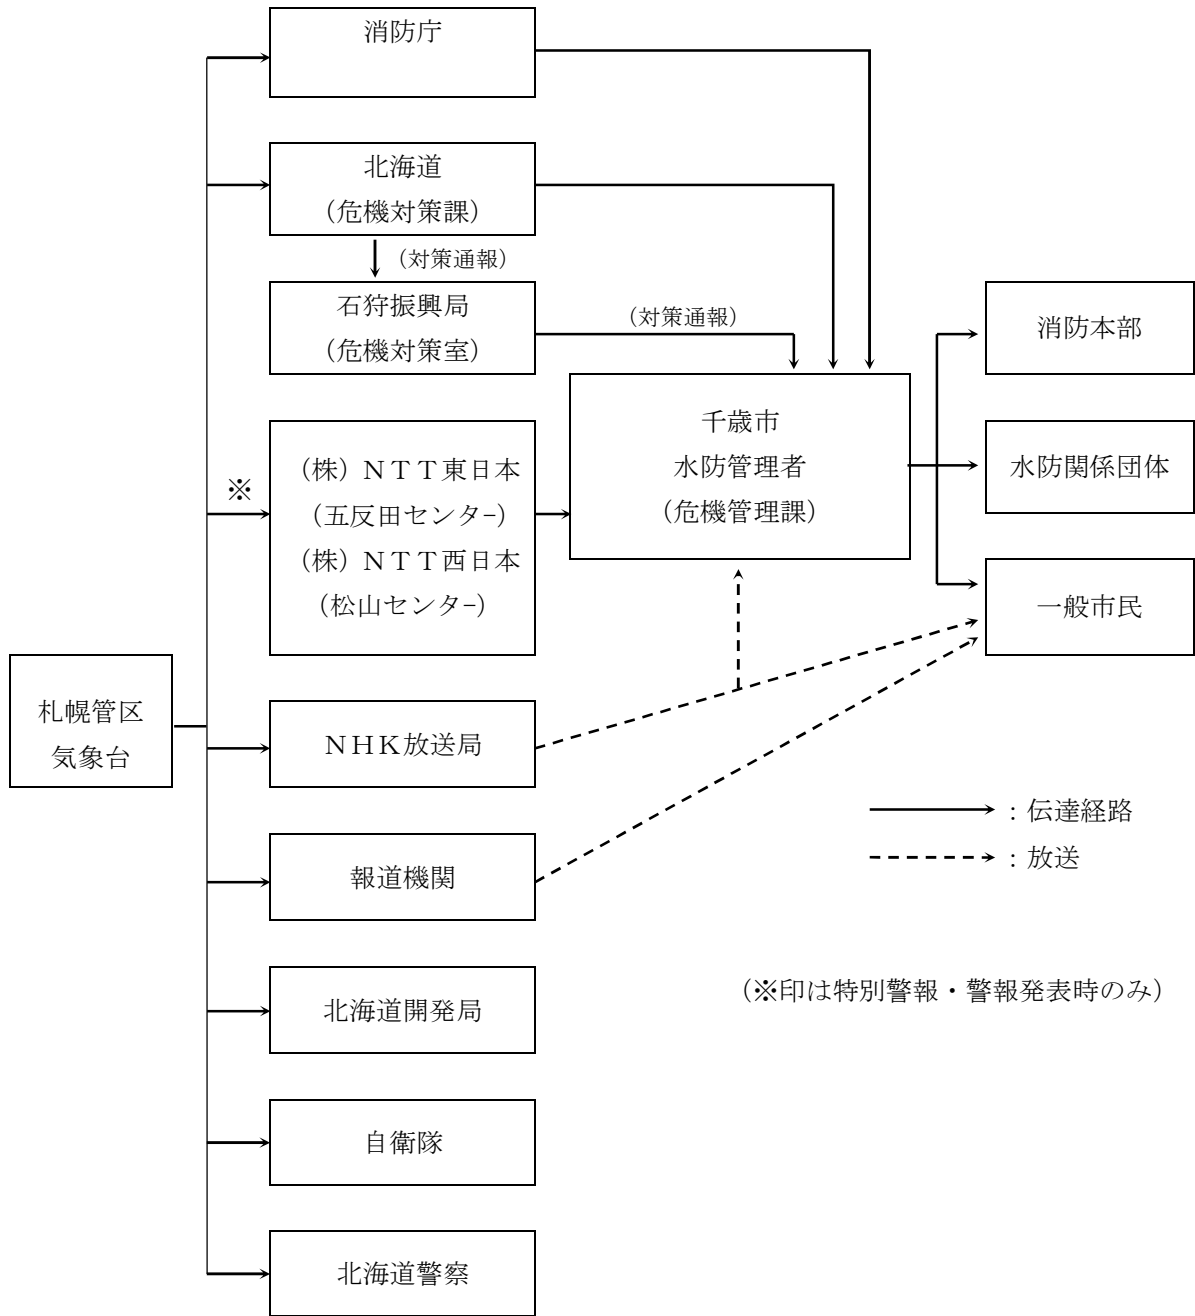 消防庁
北海道
（危機対策課）
（対策通報）
石狩振興局
（危機対策室）
（対策通報）
消防本部
千歳市
水防管理者
（危機管理課）
水防関係団体
※
（株）ＮＴＴ東日本
（五反田センタｰ）
（株）ＮＴＴ西日本
（松山センタｰ）
一般市民
札幌管区
気象台
ＮＨＫ放送局
：伝達経路
：放送
報道機関
（※印は特別警報・警報発表時のみ）
北海道開発局
自衛隊
北海道警察